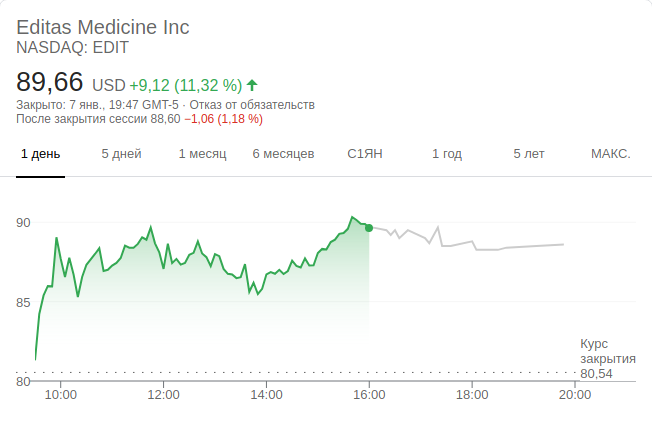 Editas Medicine Inc
NASDAQ: EDIT
89,66 USD +9,12 (11,32 %)
Закрыто: 7 янв., 19:47 GMT-5 · Отказ от обязательств
После закрытия сессии 88,60 −1,06 (1,18 %)
1 день 5 дней 1 месяц 6 месяцев С1ЯН 1 год 5 лет МАКС.
90
85
Курс
закрытия
80,54
80
10:00 12:00 14:00 16:00 18:00 20:00